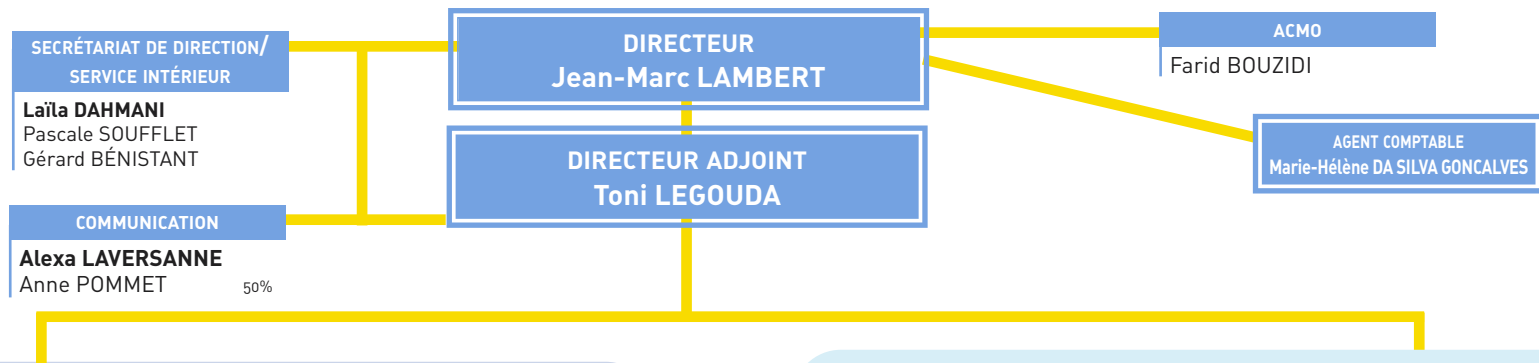 SECRÉTARIAT DE DIRECTION/
SERVICE INTÉRIEUR
Laïla DAHMANI
Pascale SOUFFLET
Gérard BÉNISTANT
COMMUNICATION
Alexa LAVERSANNE
Anne POMMET 50%
DIRECTEUR
Jean-Marc LAMBERT
DIRECTEUR ADJOINT
Toni LEGOUDA
ACMO
Farid BOUZIDI
AGENT COMPTABLE
Marie-Hélène DA SILVA GONCALVES